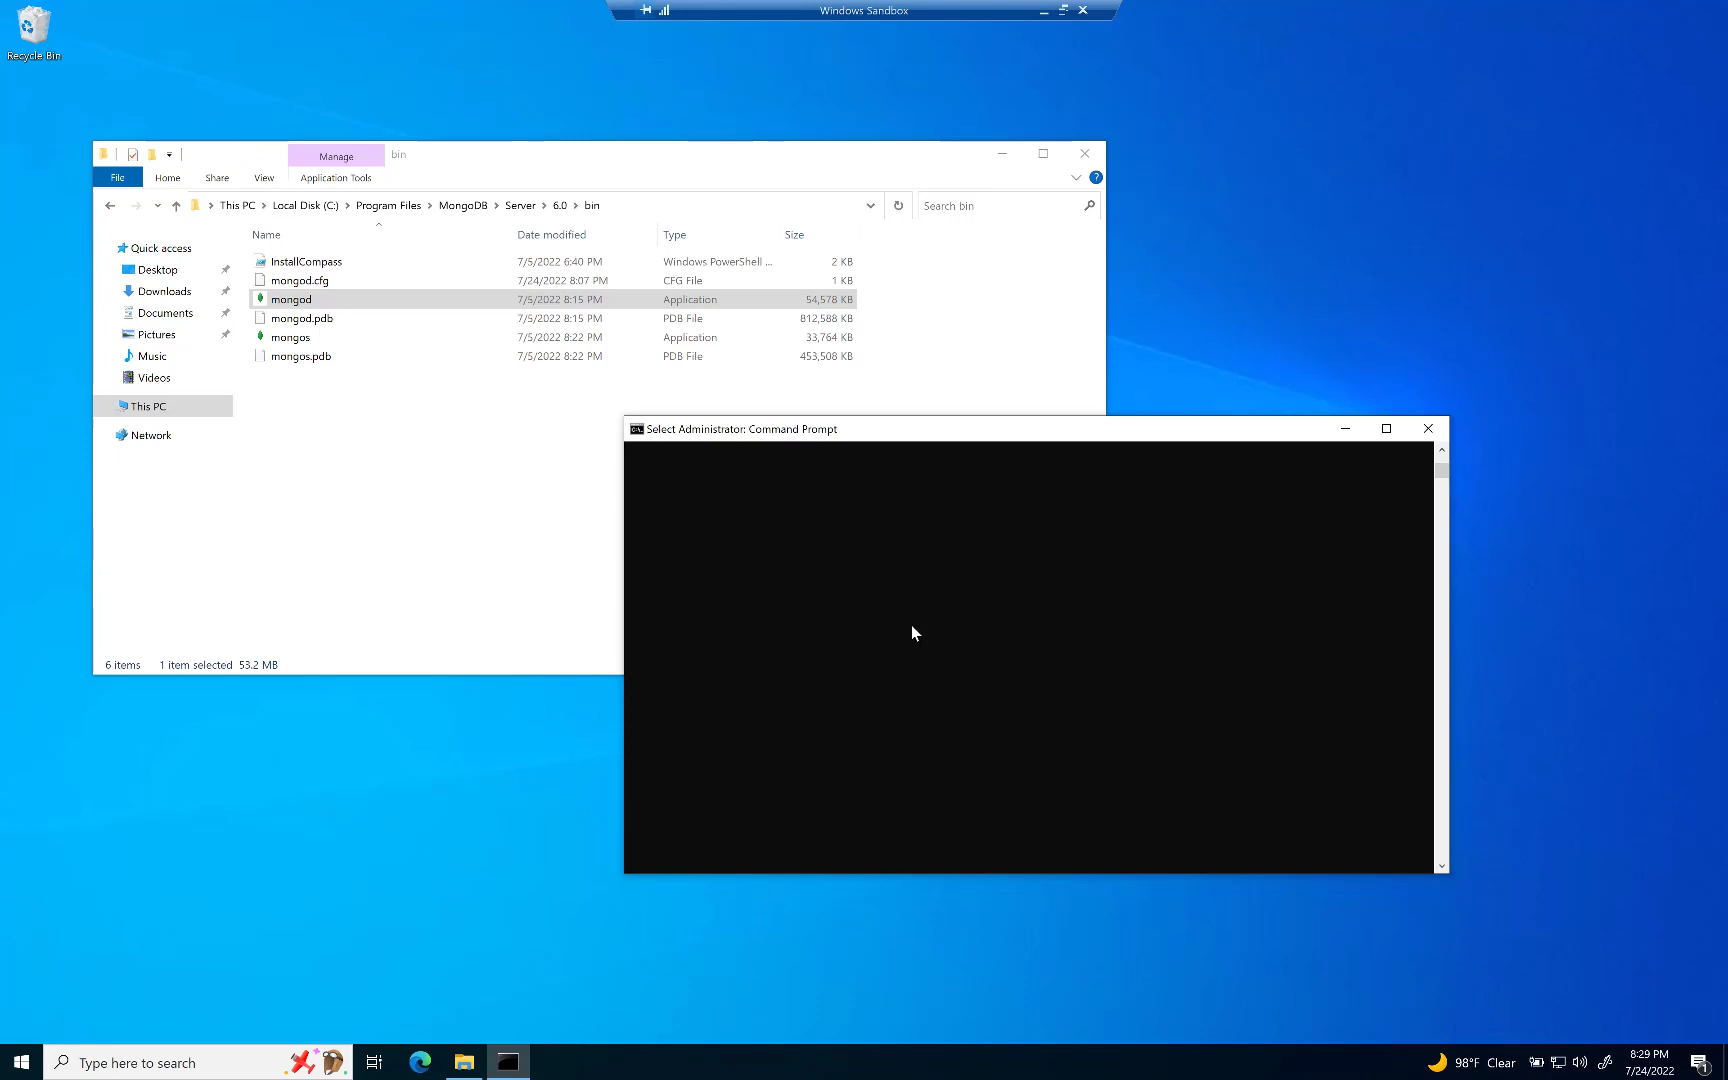 Windows Sandbox
Recycle Bin
Manage
bin
File
Home
Share
View
Application Tools
This PC
Local Disk (C:)
Program Files
MongoDB
Server
6.0
bin
Search bin
Name
Date modified
Type
Size
Quick access
Desktop
Downloads
Documents
Pictures
Music
Videos
This PC
Network
InstallCompass 7/5/2022 6:40 PM Windows PowerShell ... 2 KB
mongod.cfg 7/24/2022 8:07 PM CFG File 1 KB
mongod 7/5/2022 8:15 PM Application 54,578 KB
mongod.pdb 7/5/2022 8:15 PM PDB File 812,588 KB
mongos 7/5/2022 8:22 PM Application 33,764 KB
mongos.pdb 7/5/2022 8:22 PM PDB File 453,508 KB
6 items 1 item selected 53.2 MB
Select Administrator: Command Prompt
Type here to search
98°F Clear
8:29 PM
7/24/2022
1